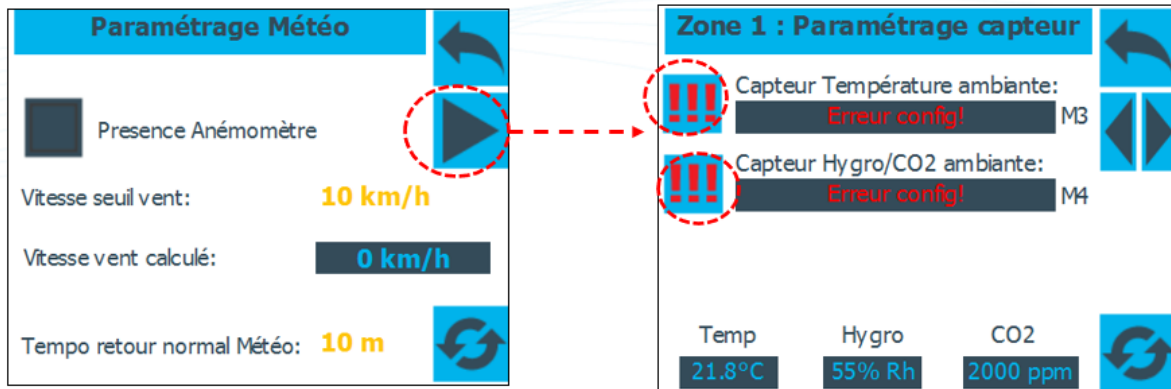 Paramétrage Météo
Presence Anémomètre
Vitesse seuil vent: 10 km/h
Vitesse vent calculé: 0 km/h
Tempo retour normal Météo: 10 m
Zone 1 : Paramétrage capteur
!!! Capteur Température ambiante:
Erreur config! M3
!!! Capteur Hygro/CO2 ambiante:
Erreur config! M4
Temp Hygro CO2
21.8°C 55% Rh 2000 ppm